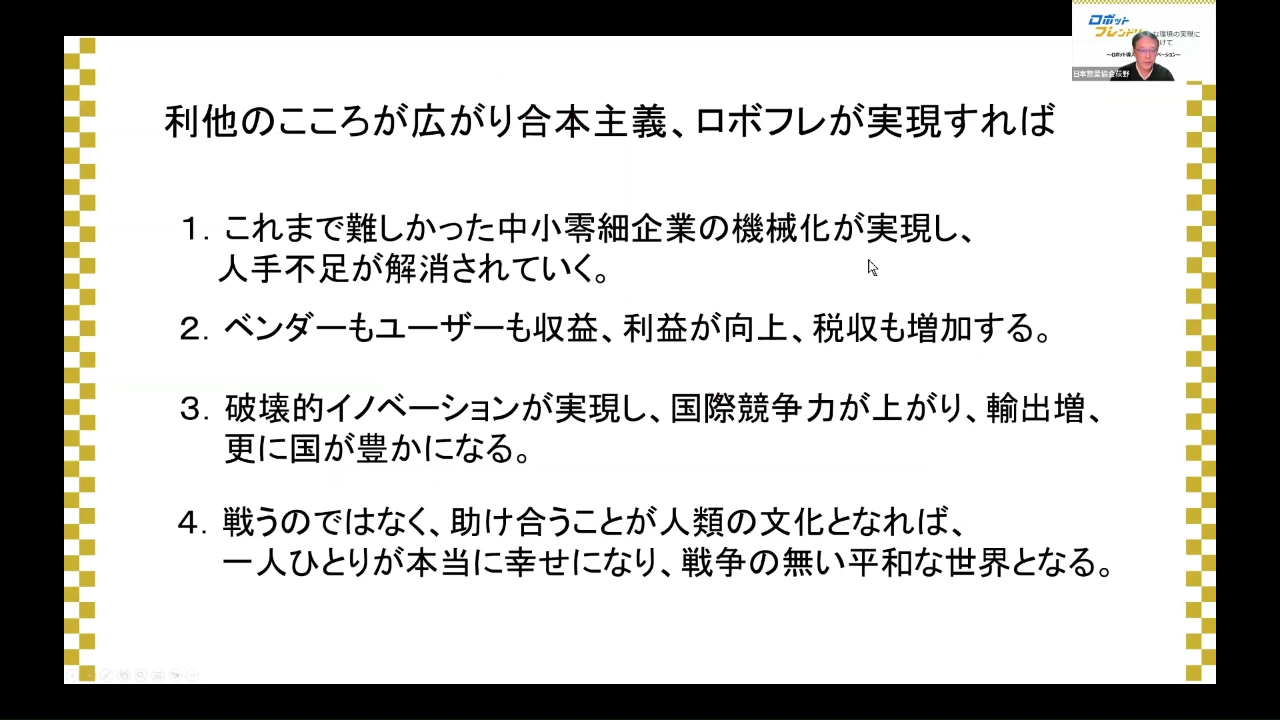 ロボット
フレンドリ
な環境の実現に
けて
日本惣菜協会荻野
利他のこころが広がり合本主義、ロボフレが実現すれば
１．これまで難しかった中小零細企業の機械化が実現し、
人手不足が解消されていく。
２．ベンダーもユーザーも収益、利益が向上、税収も増加する。
３．破壊的イノベーションが実現し、国際競争力が上がり、輸出増、
更に国が豊かになる。
４．戦うのではなく、助け合うことが人類の文化となれば、
一人ひとりが本当に幸せになり、戦争の無い平和な世界となる。